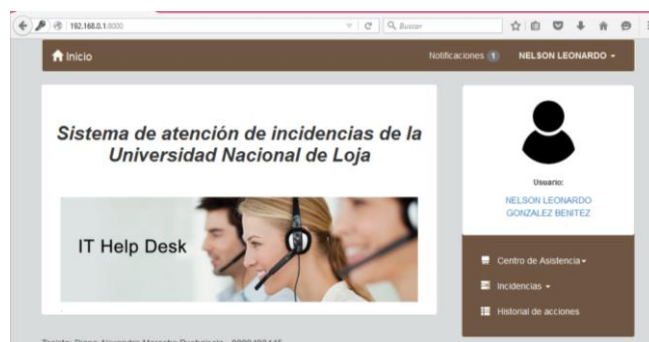 192.168.0.1:8000
Buscar
Inicio
Notificaciones 1 NELSON LEONARDO
Sistema de atención de incidencias de la
Universidad Nacional de Loja
IT Help Desk
Usuario:
NELSON LEONARDO
GONZALEZ BENITEZ
Centro de Asistencia
Incidencias
Historial de acciones